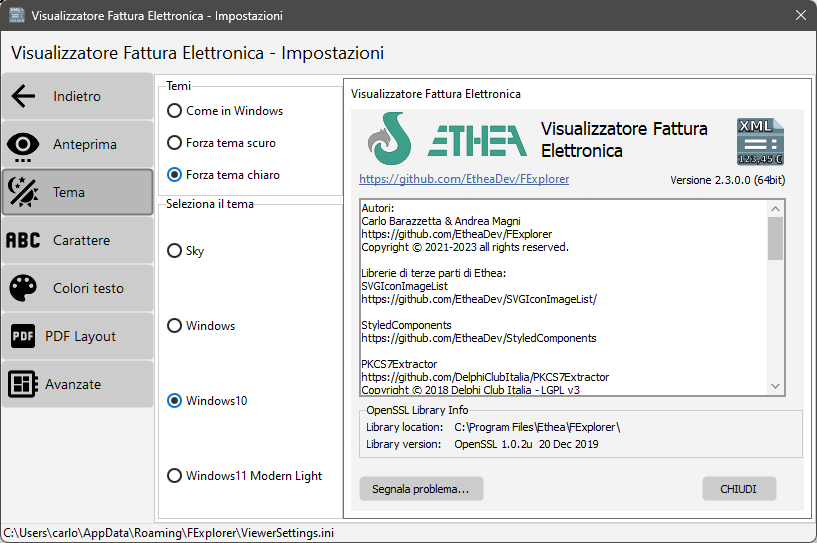 Visualizzatore Fattura Elettronica - Impostazioni
Visualizzatore Fattura Elettronica - Impostazioni
Indietro
Anteprima
Tema
ABC Carattere
Colori testo
PDF PDF Layout
Avanzate
Temi
Come in Windows
Forza tema scuro
Forza tema chiaro
Seleziona il tema
Sky
Windows
Windows10
Windows11 Modern Light
Visualizzatore Fattura Elettronica
ETHEA
Visualizzatore Fattura
Elettronica
XML
123,45 €
https://github.com/EtheaDev/FExplorer
Versione 2.3.0.0 (64bit)
Autori:
Carlo Barazzetta & Andrea Magni
https://github.com/EtheaDev/FExplorer
Copyright © 2021-2023 all rights reserved.
Librerie di terze parti di Ethea:
SVGIconImageList
https://github.com/EtheaDev/SVGIconImageList/
StyledComponents
https://github.com/EtheaDev/StyledComponents
PKCS7Extractor
https://github.com/DelphiClubItalia/PKCS7Extractor
Copyright © 2018 Delphi Club Italia - LGPL v3
OpenSSL Library Info
Library location: C:\Program Files\Ethea\FExplorer\
Library version: OpenSSL 1.0.2u 20 Dec 2019
Segnala problema...
CHIUDI
C:\Users\carlo\AppData\Roaming\FExplorer\ViewerSettings.ini